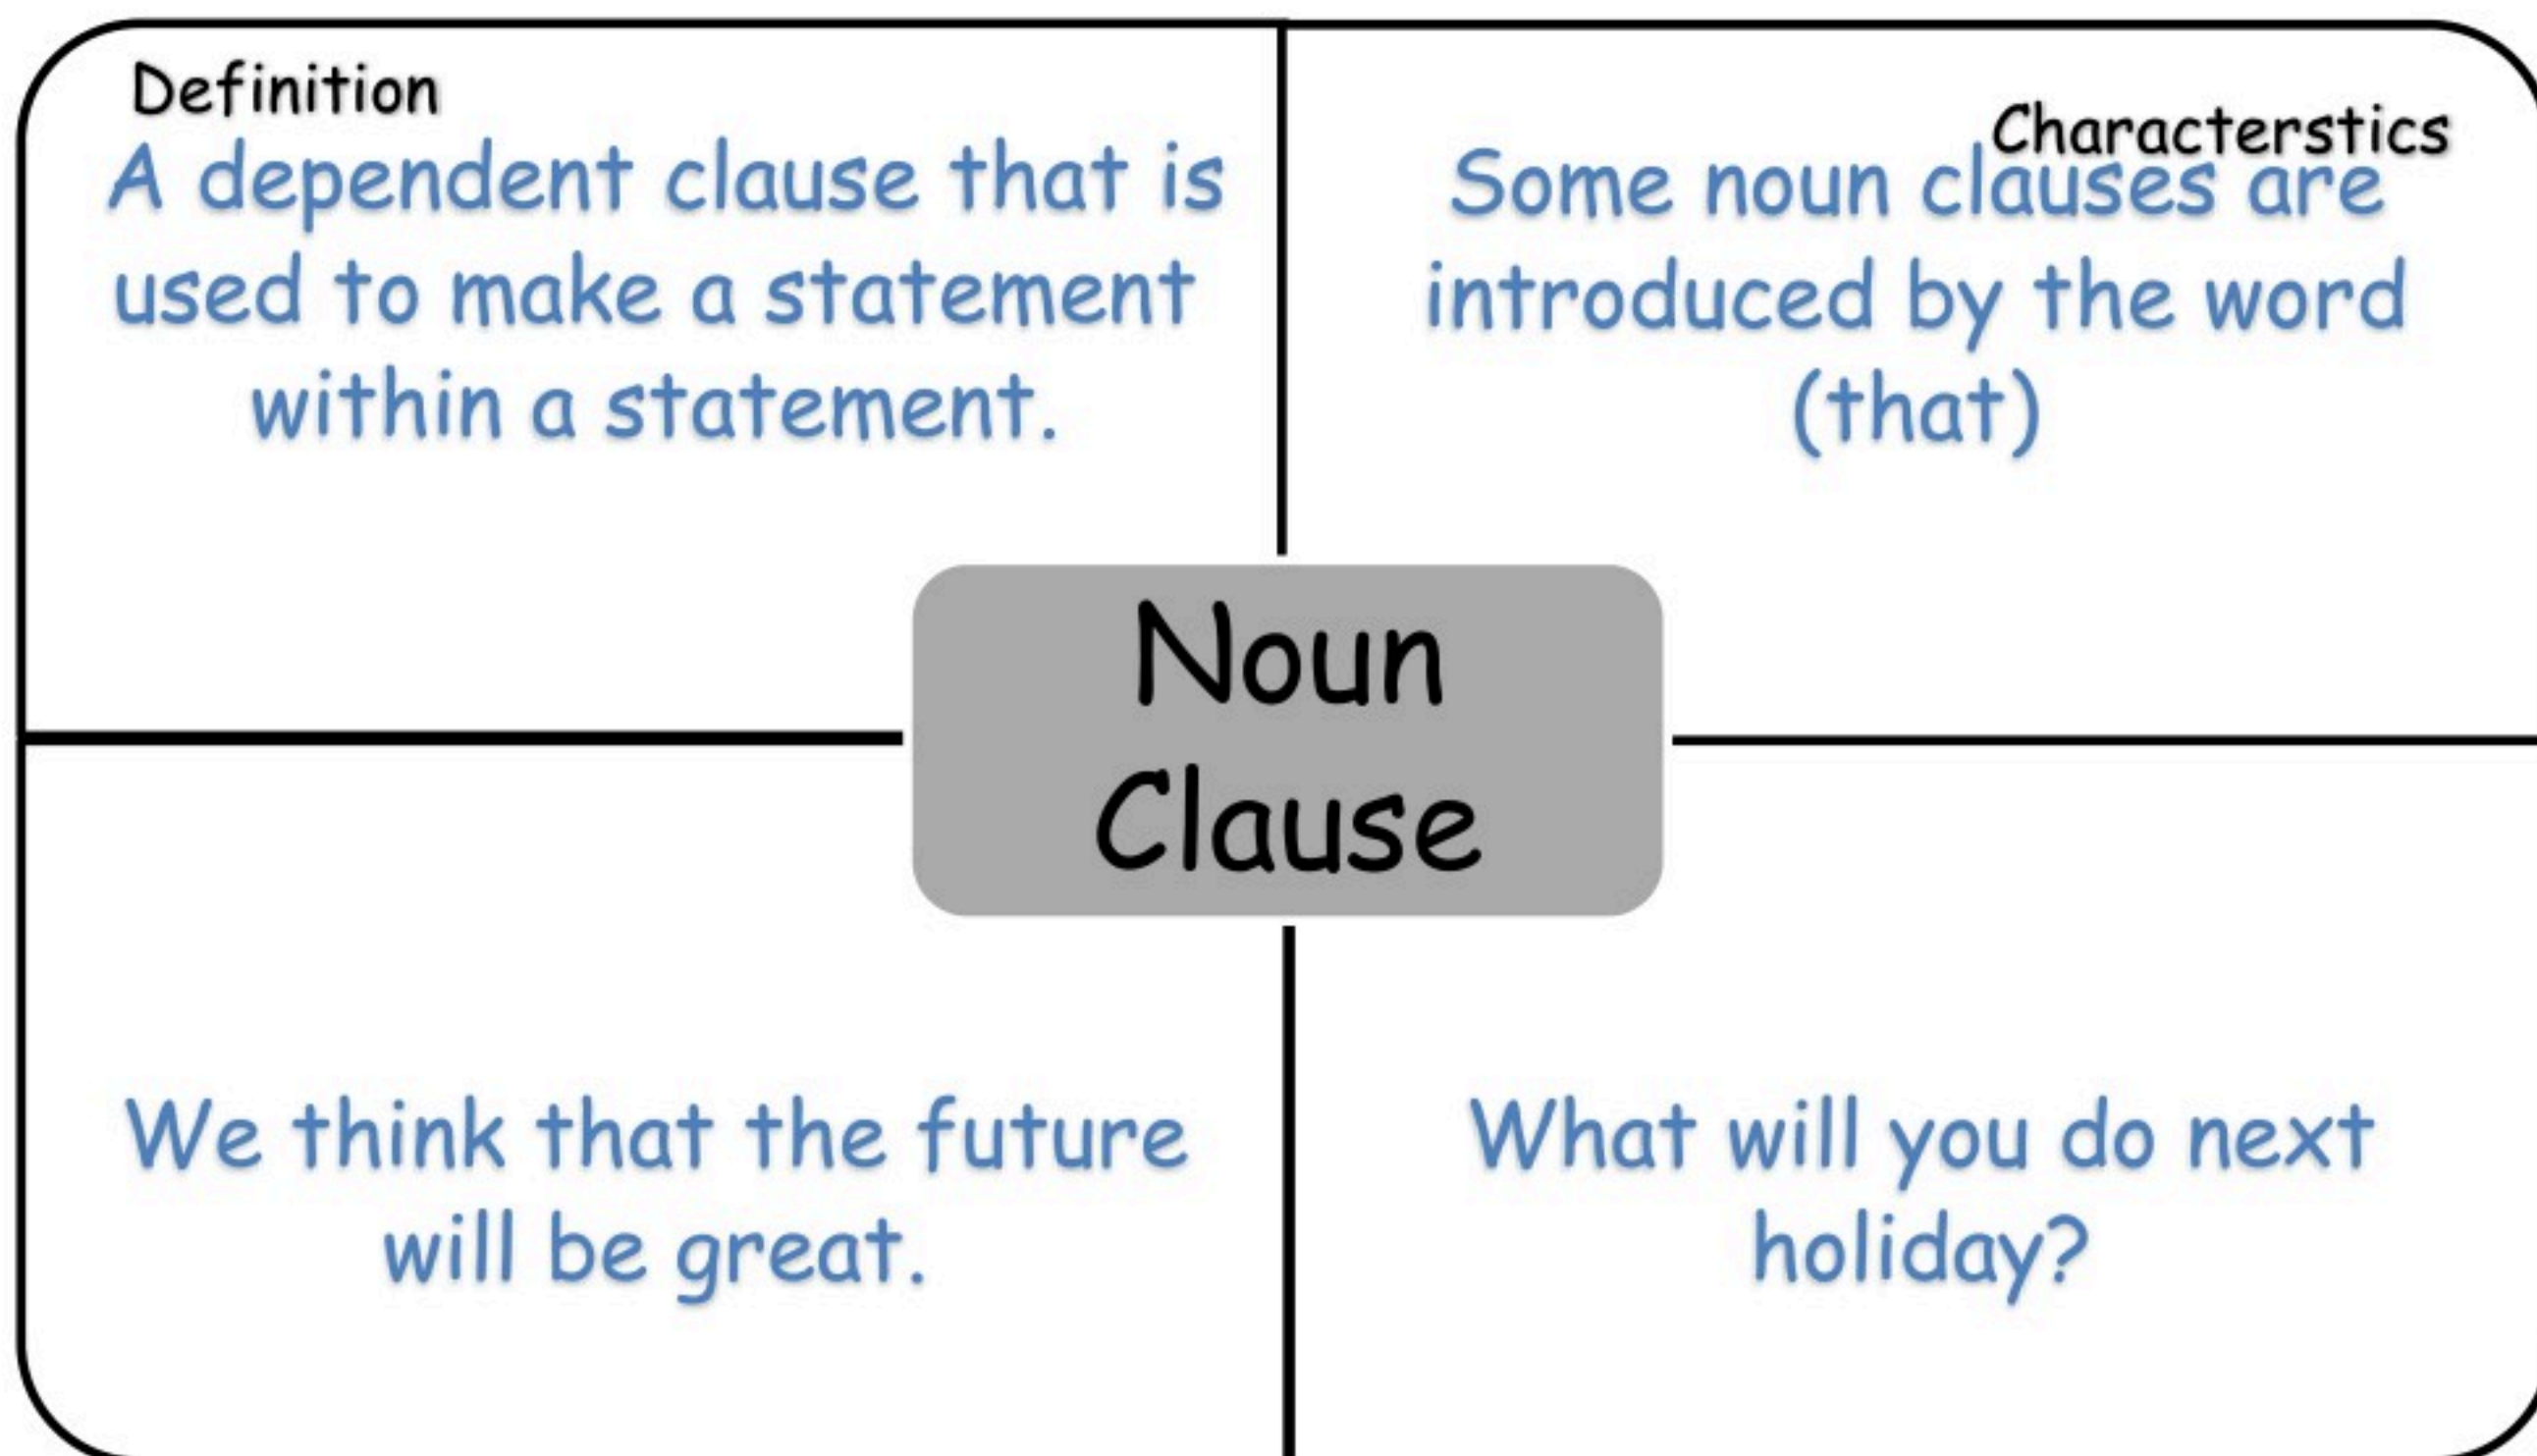 Definition
A dependent clause that is
used to make a statement
within a statement.
Characterstics
Some noun clauses are
introduced by the word
(that)
Noun
Clause
We think that the future
will be great.
What will you do next
holiday?